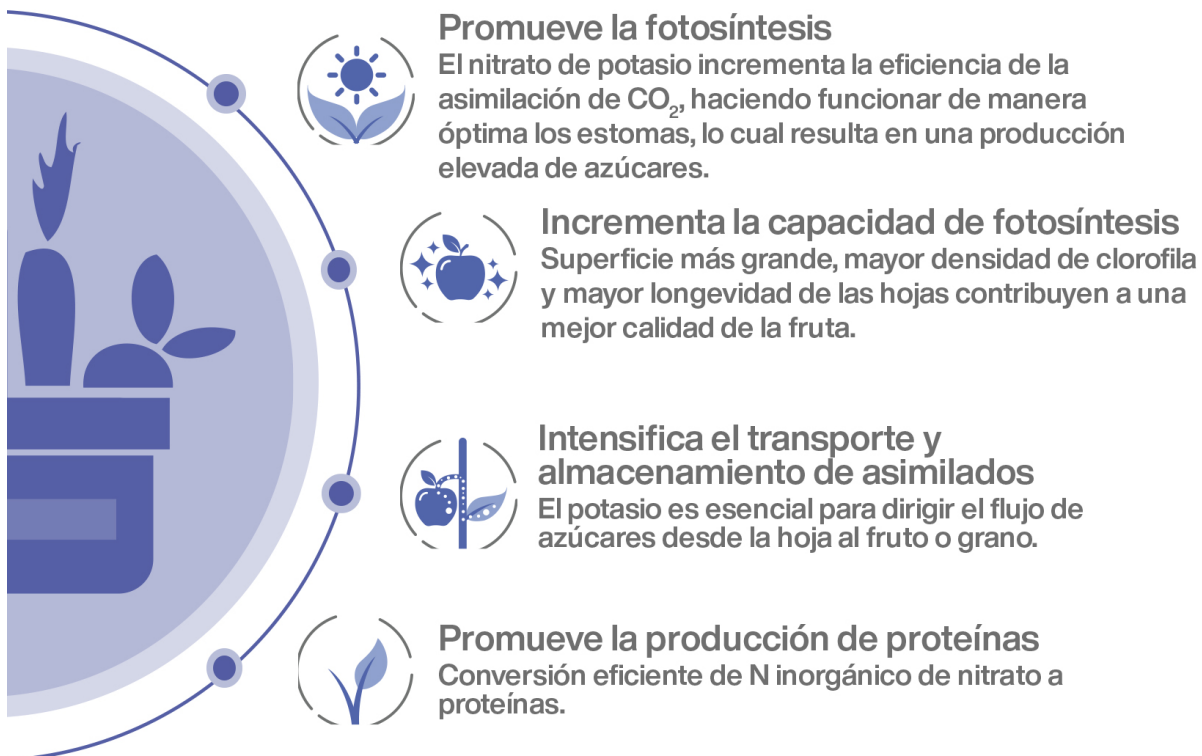 Promueve la fotosíntesis
El nitrato de potasio incrementa la eficiencia de la
asimilación de CO₂, haciendo funcionar de manera
óptima los estomas, lo cual resulta en una producción
elevada de azúcares.
Incrementa la capacidad de fotosíntesis
Superficie más grande, mayor densidad de clorofila
y mayor longevidad de las hojas contribuyen a una
mejor calidad de la fruta.
Intensifica el transporte y
almacenamiento de asimilados
El potasio es esencial para dirigir el flujo de
azúcares desde la hoja al fruto o grano.
Promueve la producción de proteínas
Conversión eficiente de N inorgánico de nitrato a
proteínas.